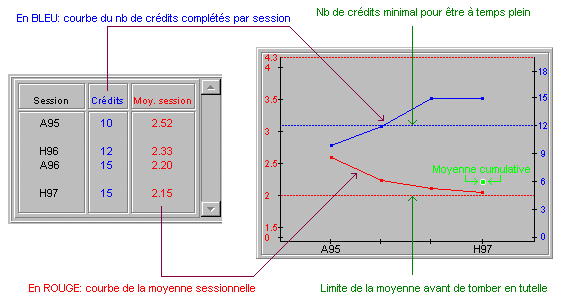 En BLEU: courbe du nb de crédits complétés par session
Nb de crédits minimal pour être à temps plein
Session Crédits Moy. session
A95 10 2.52
H96 12 2.33
A96 15 2.20
H97 15 2.15
4.3
4
3.5
3
2.5
2
1.5
0
18
15
12
9
6
3
0
Moyenne cumulative
A95 H97
En ROUGE: courbe de la moyenne sessionnelle
Limite de la moyenne avant de tomber en tutelle